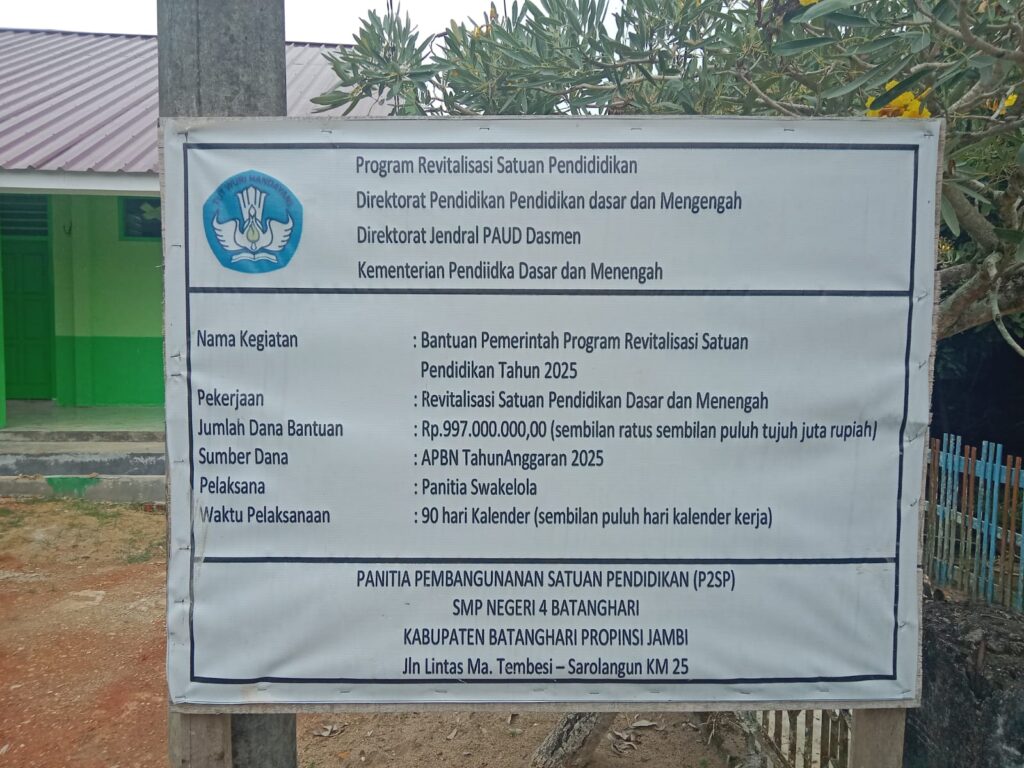 TUT WURI HANDAYANI
Program Revitalisasi Satuan Pendididikan
Direktorat Pendidikan Pendidikan dasar dan Mengengah
Direktorat Jendral PAUD Dasmen
Kementerian Pendiidka Dasar dan Menengah
Nama Kegiatan : Bantuan Pemerintah Program Revitalisasi Satuan
Pendidikan Tahun 2025
Pekerjaan : Revitalisasi Satuan Pendidikan Dasar dan Menengah
Jumlah Dana Bantuan : Rp.997.000.000,00 (sembilan ratus sembilan puluh tujuh juta rupiah)
Sumber Dana : APBN TahunAnggaran 2025
Pelaksana : Panitia Swakelola
Waktu Pelaksanaan : 90 hari Kalender (sembilan puluh hari kalender kerja)
PANITIA PEMBANGUNANAN SATUAN PENDIDIKAN (P2SP)
SMP NEGERI 4 BATANGHARI
KABUPATEN BATANGHARI PROPINSI JAMBI
Jln Lintas Ma. Tembesi – Sarolangun KM 25